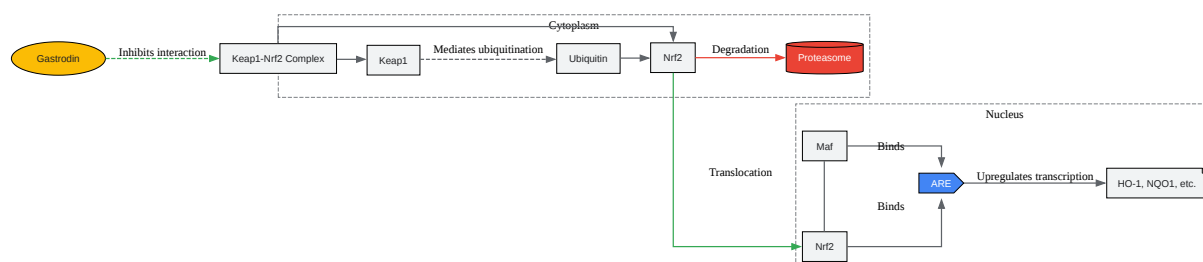 Cytoplasm
Gastrodin
Inhibits interaction
Keap1-Nrf2 Complex
Keap1
Mediates ubiquitination
Ubiquitin
Nrf2
Degradation
Proteasome
Nucleus
Maf
Binds
Translocation
ARE
Upregulates transcription
HO-1, NQO1, etc.
Binds
Nrf2